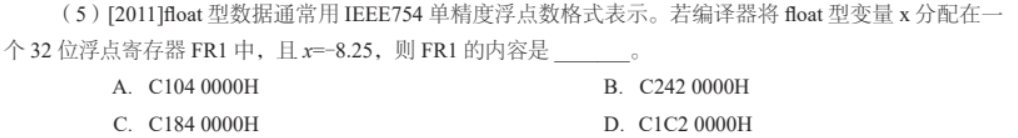 （5）[2011]float 型数据通常用 IEEE754 单精度浮点数格式表示。若编译器将 float 型变量 x 分配在一
个 32 位浮点寄存器 FR1 中，且 x=-8.25，则 FR1 的内容是 ______。
A. C104 0000H B. C242 0000H
C. C184 0000H D. C1C2 0000H